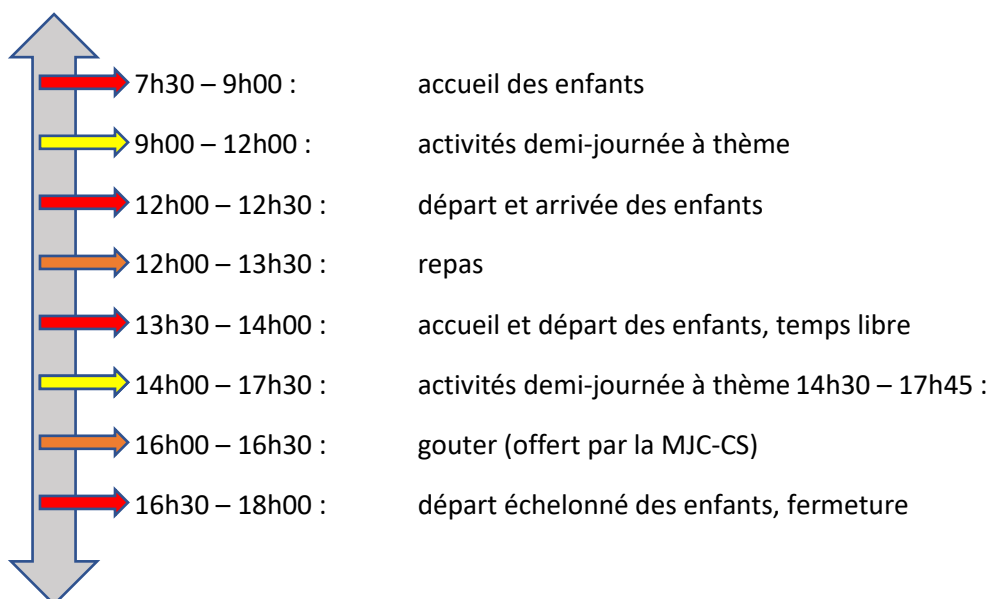 7h30 – 9h00 : accueil des enfants
9h00 – 12h00 : activités demi-journée à thème
12h00 – 12h30 : départ et arrivée des enfants
12h00 – 13h30 : repas
13h30 – 14h00 : accueil et départ des enfants, temps libre
14h00 – 17h30 : activités demi-journée à thème 14h30 – 17h45 :
16h00 – 16h30 : gouter (offert par la MJC-CS)
16h30 – 18h00 : départ échelonné des enfants, fermeture